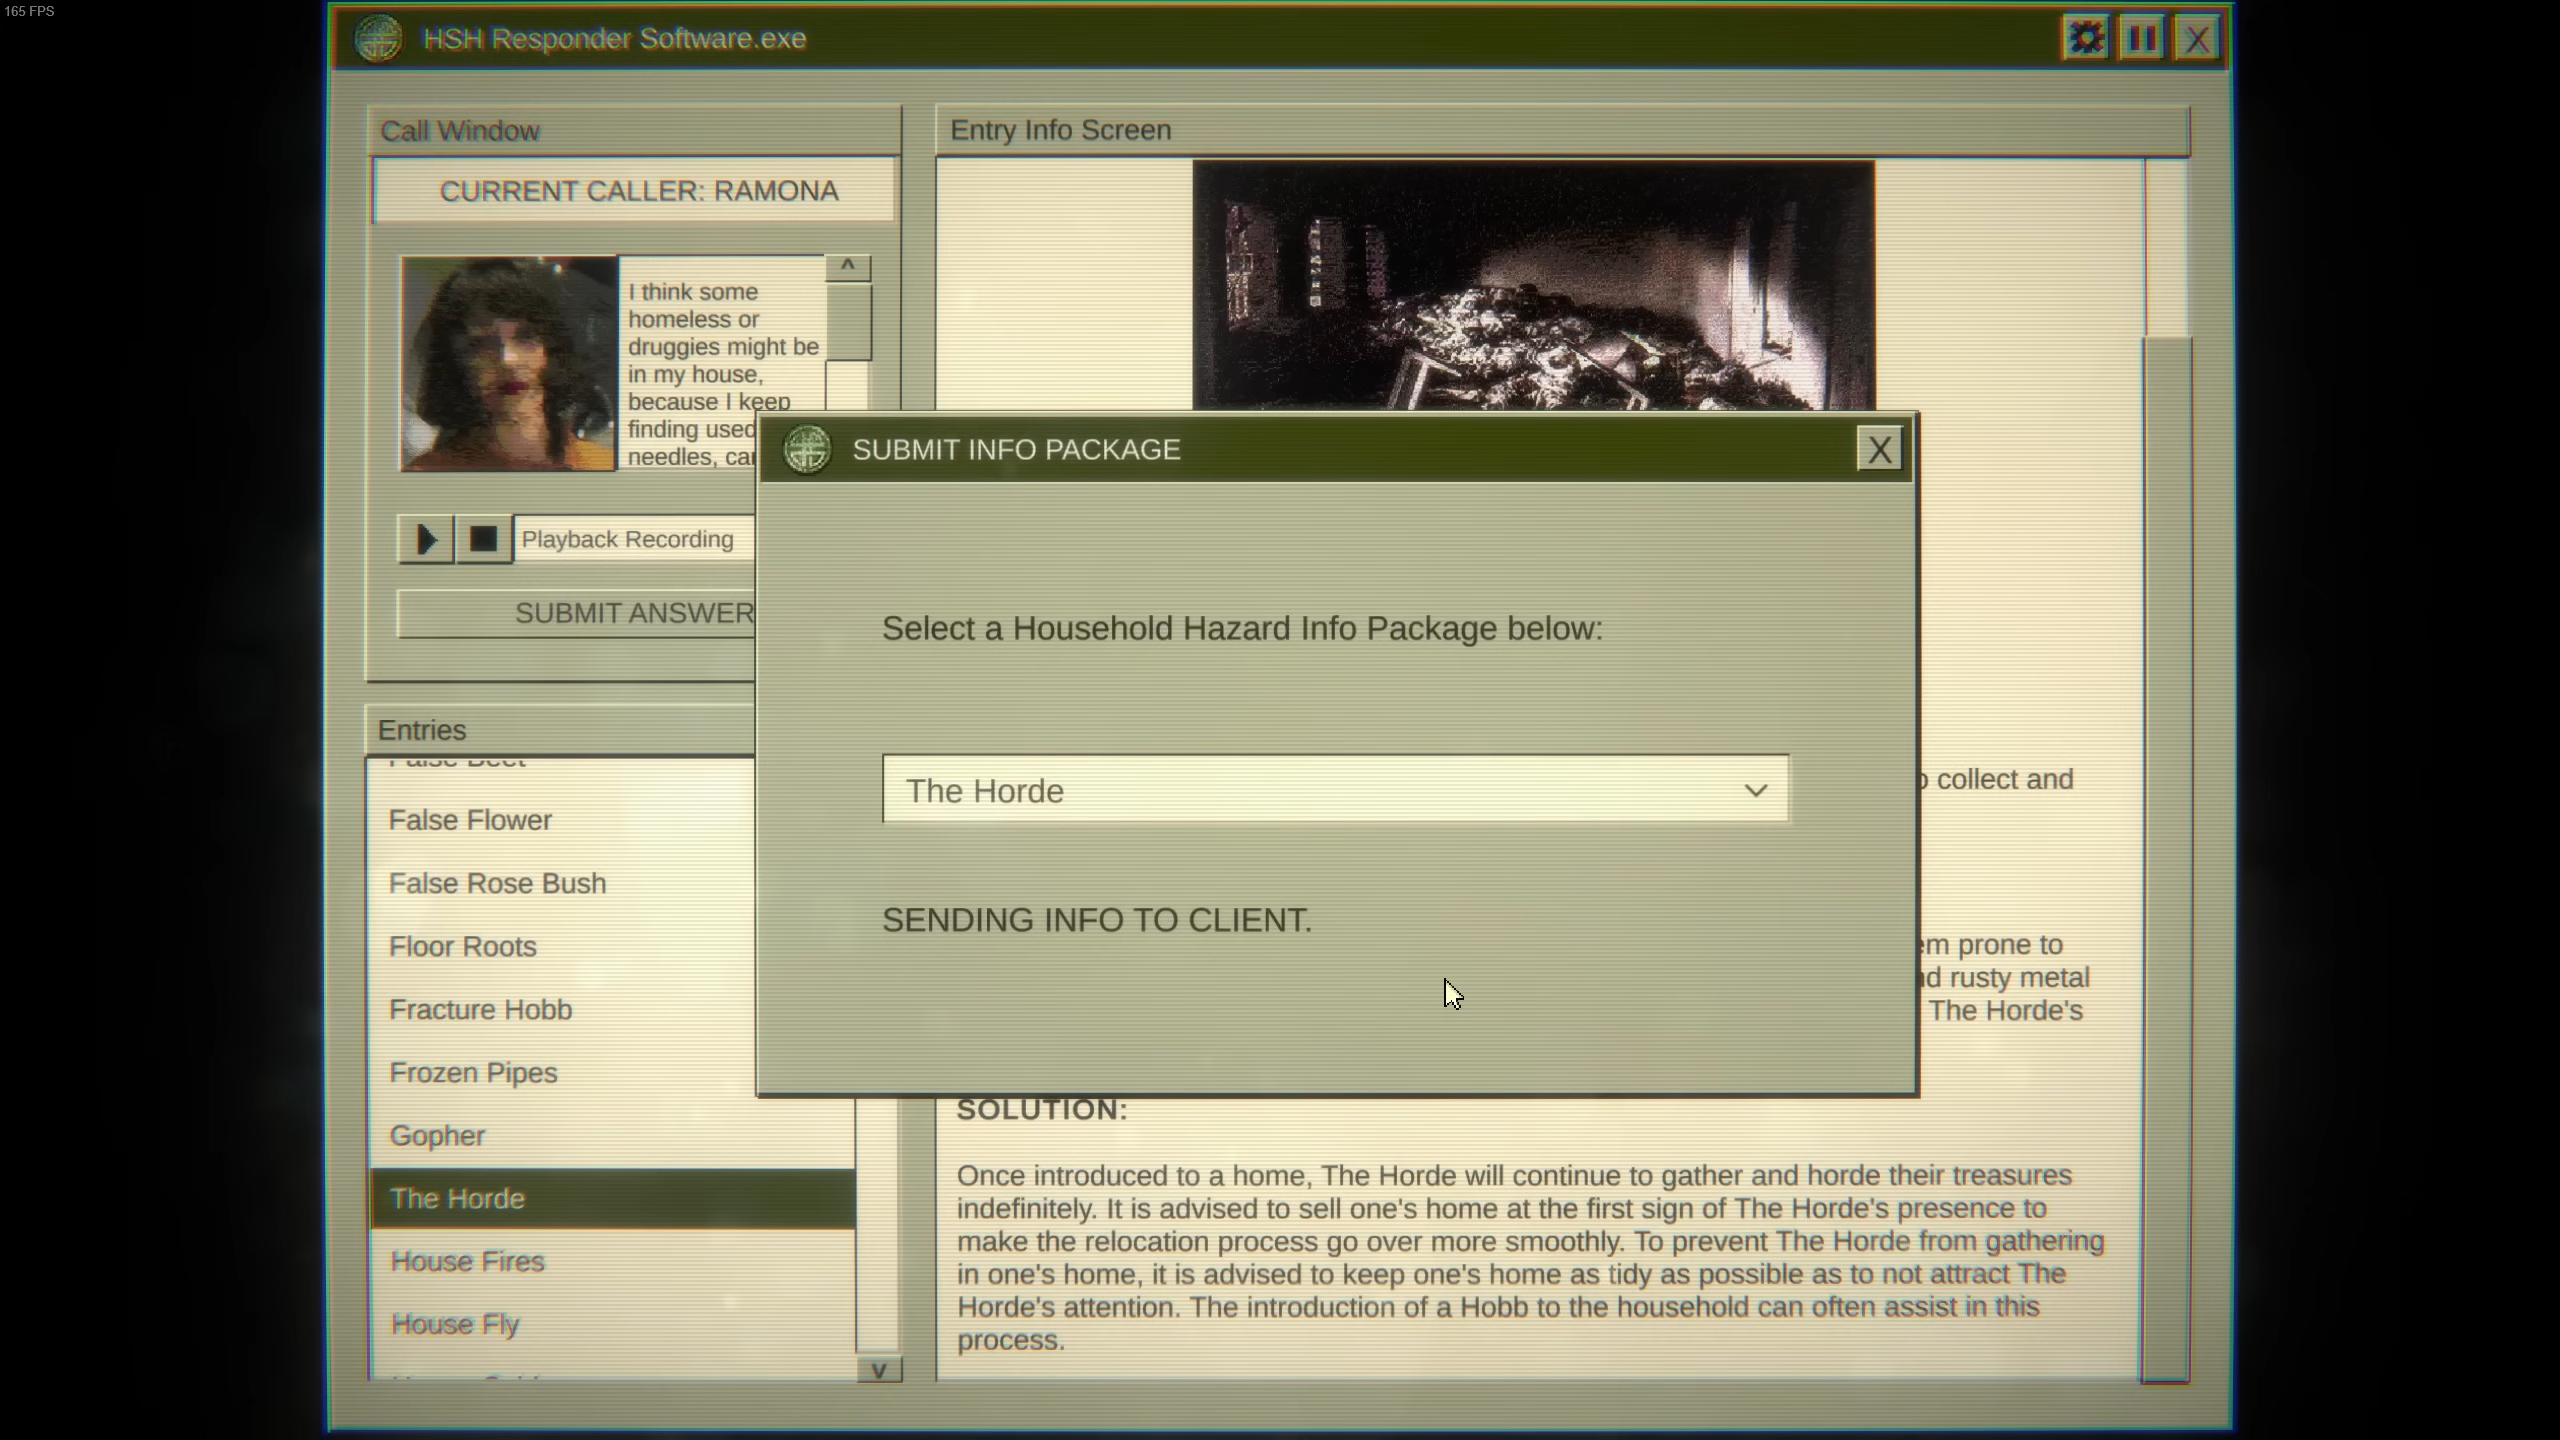 165 FPS
HSH Responder Software.exe
X
Call Window
CURRENT CALLER: RAMONA
I think some
homeless or
druggies might be
in my house,
because I keep
finding used
needles,
Playback Recording
SUBMIT ANSWER
Entries
False Beet
False Flower
False Rose Bush
Floor Roots
Fracture Hobb
Frozen Pipes
Gopher
The Horde
House Fires
House Fly
Entry Info Screen
SUBMIT INFO PACKAGE
X
Select a Household Hazard Info Package below:
The Horde
SENDING INFO TO CLIENT.
collect and
prone to
rusty metal
The Horde's
SOLUTION:
Once introduced to a home, The Horde will continue to gather and horde their treasures
indefinitely. It is advised to sell one's home at the first sign of The Horde's presence to
make the relocation process go over more smoothly. To prevent The Horde from gathering
in one's home, it is advised to keep one's home as tidy as possible as to not attract The
Horde's attention. The introduction of a Hobb to the household can often assist in this
process.